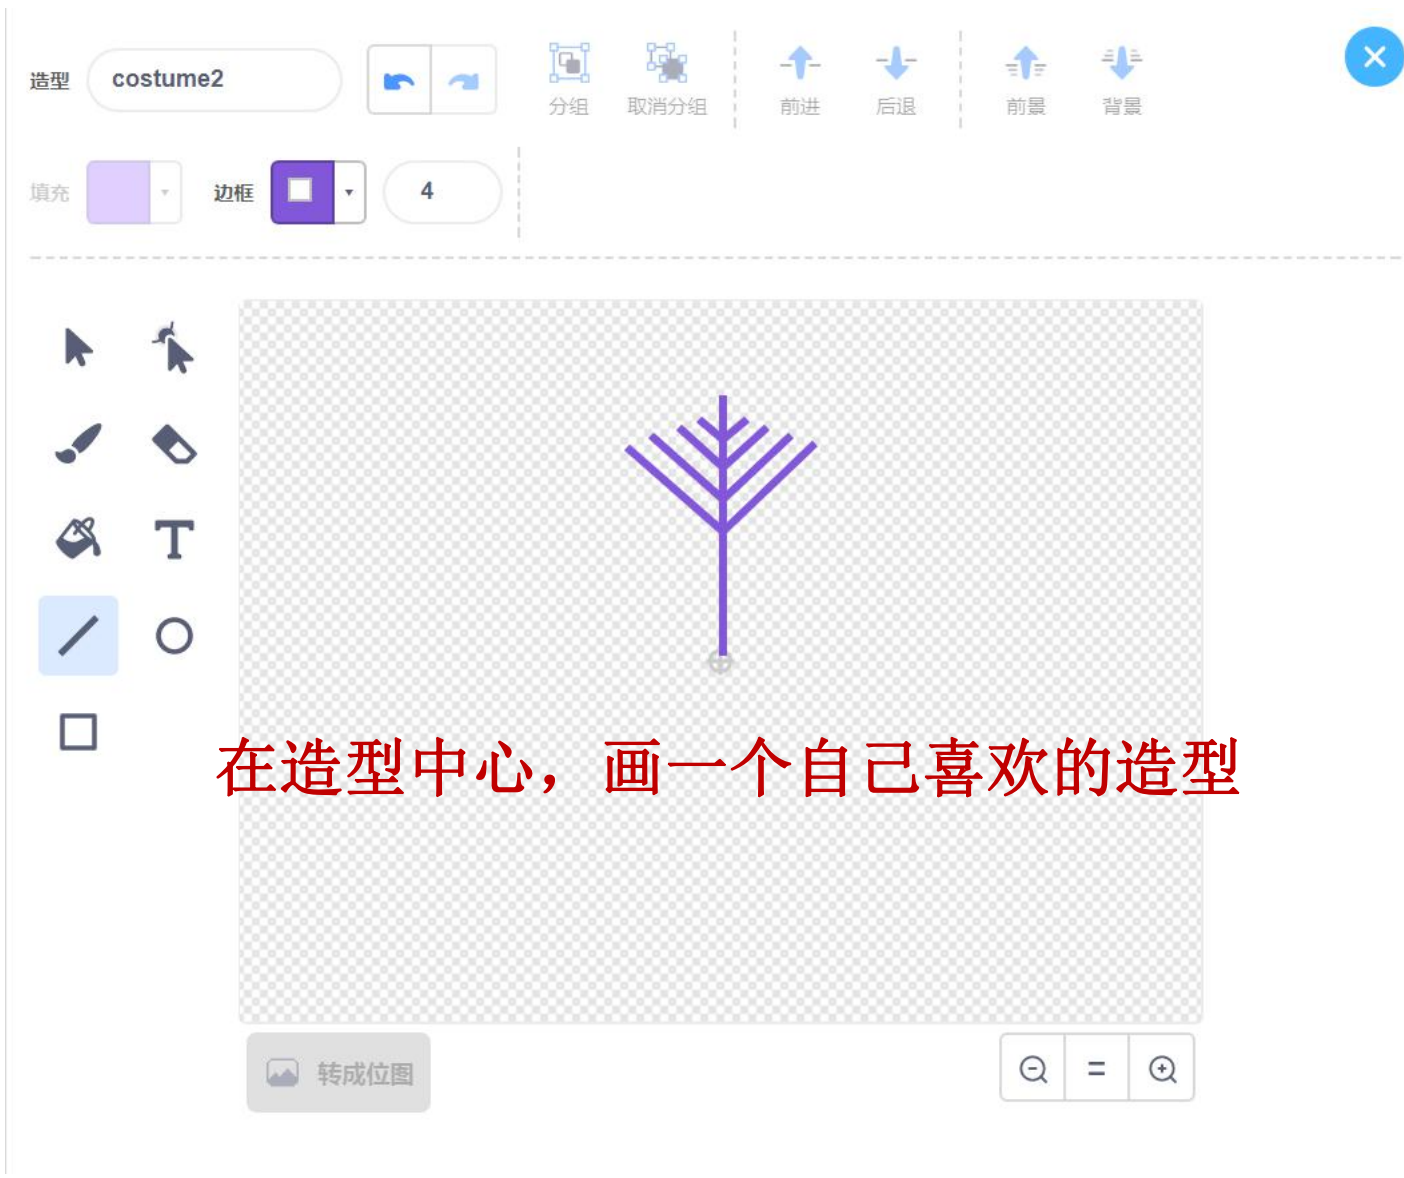 造型 costume2
分组 取消分组 前进 后退 前景 背景
填充 边框 4
T
在造型中心，画一个自己喜欢的造型
转成位图